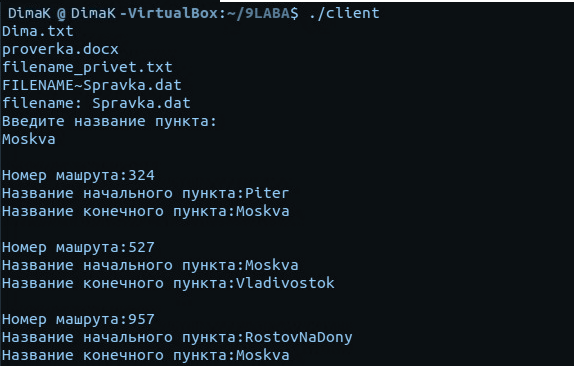 DimaK @ DimaK-VirtualBox:~/9LABA$ ./client
Dima.txt
proverka.docx
filename_privet.txt
FILENAME~Spravka.dat
filename: Spravka.dat
Введите название пункта:
Moskva
Номер машрута:324
Название начального пункта:Piter
Название конечного пункта:Moskva
Номер машрута:527
Название начального пункта:Moskva
Название конечного пункта:Vladivostok
Номер машрута:957
Название начального пункта:RostovNaDony
Название конечного пункта:Moskva